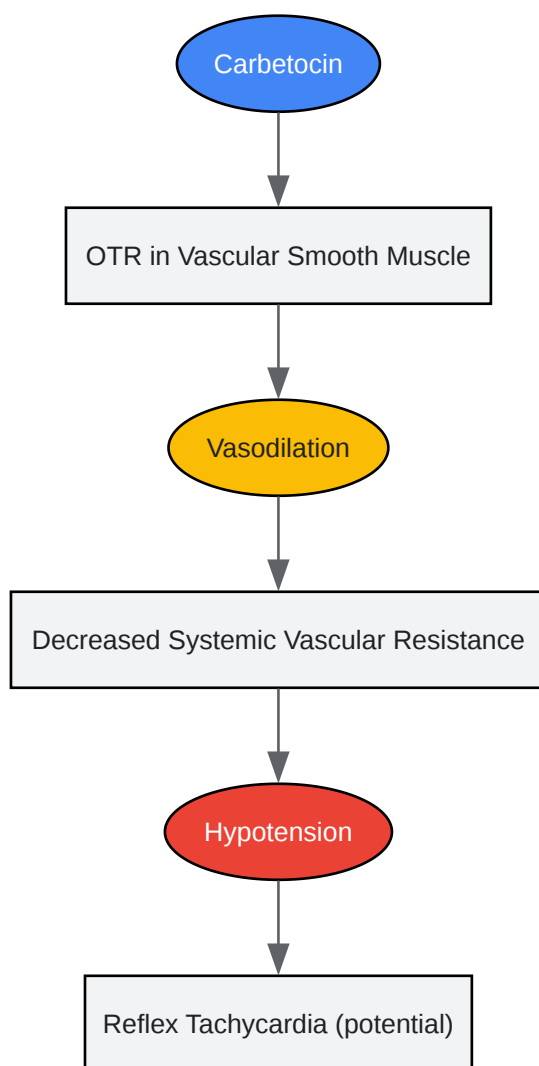 Carbetocin
OTR in Vascular Smooth Muscle
Vasodilation
Decreased Systemic Vascular Resistance
Hypotension
Reflex Tachycardia (potential)